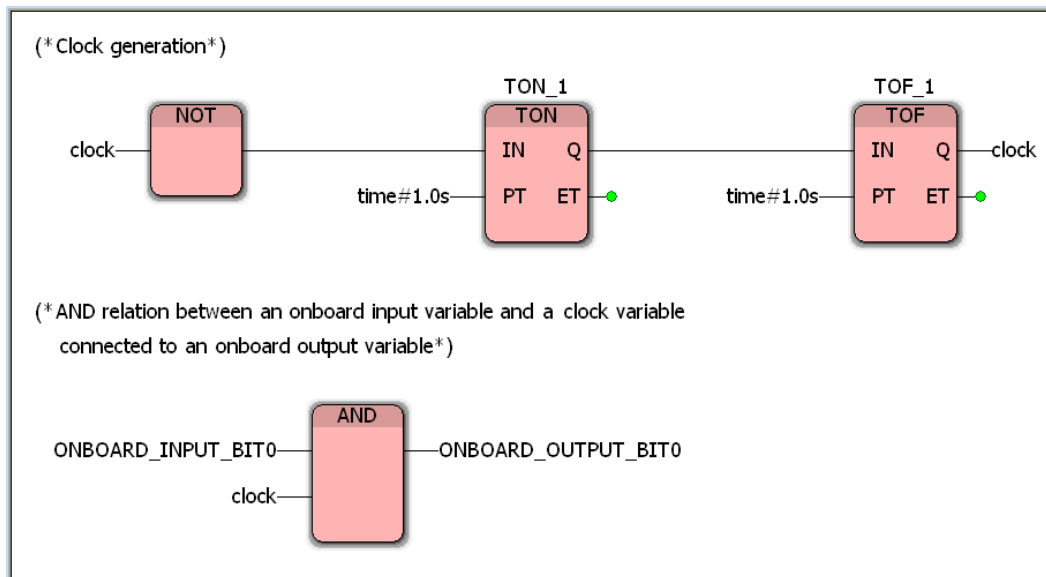 (*Clock generation*)
TON_1 TOF_1
NOT TON TOF
clock IN Q IN Q clock
time#1.0s PT ET time#1.0s PT ET
(*AND relation between an onboard input variable and a clock variable
connected to an onboard output variable*)
AND
ONBOARD_INPUT_BIT0 ONBOARD_OUTPUT_BIT0
clock